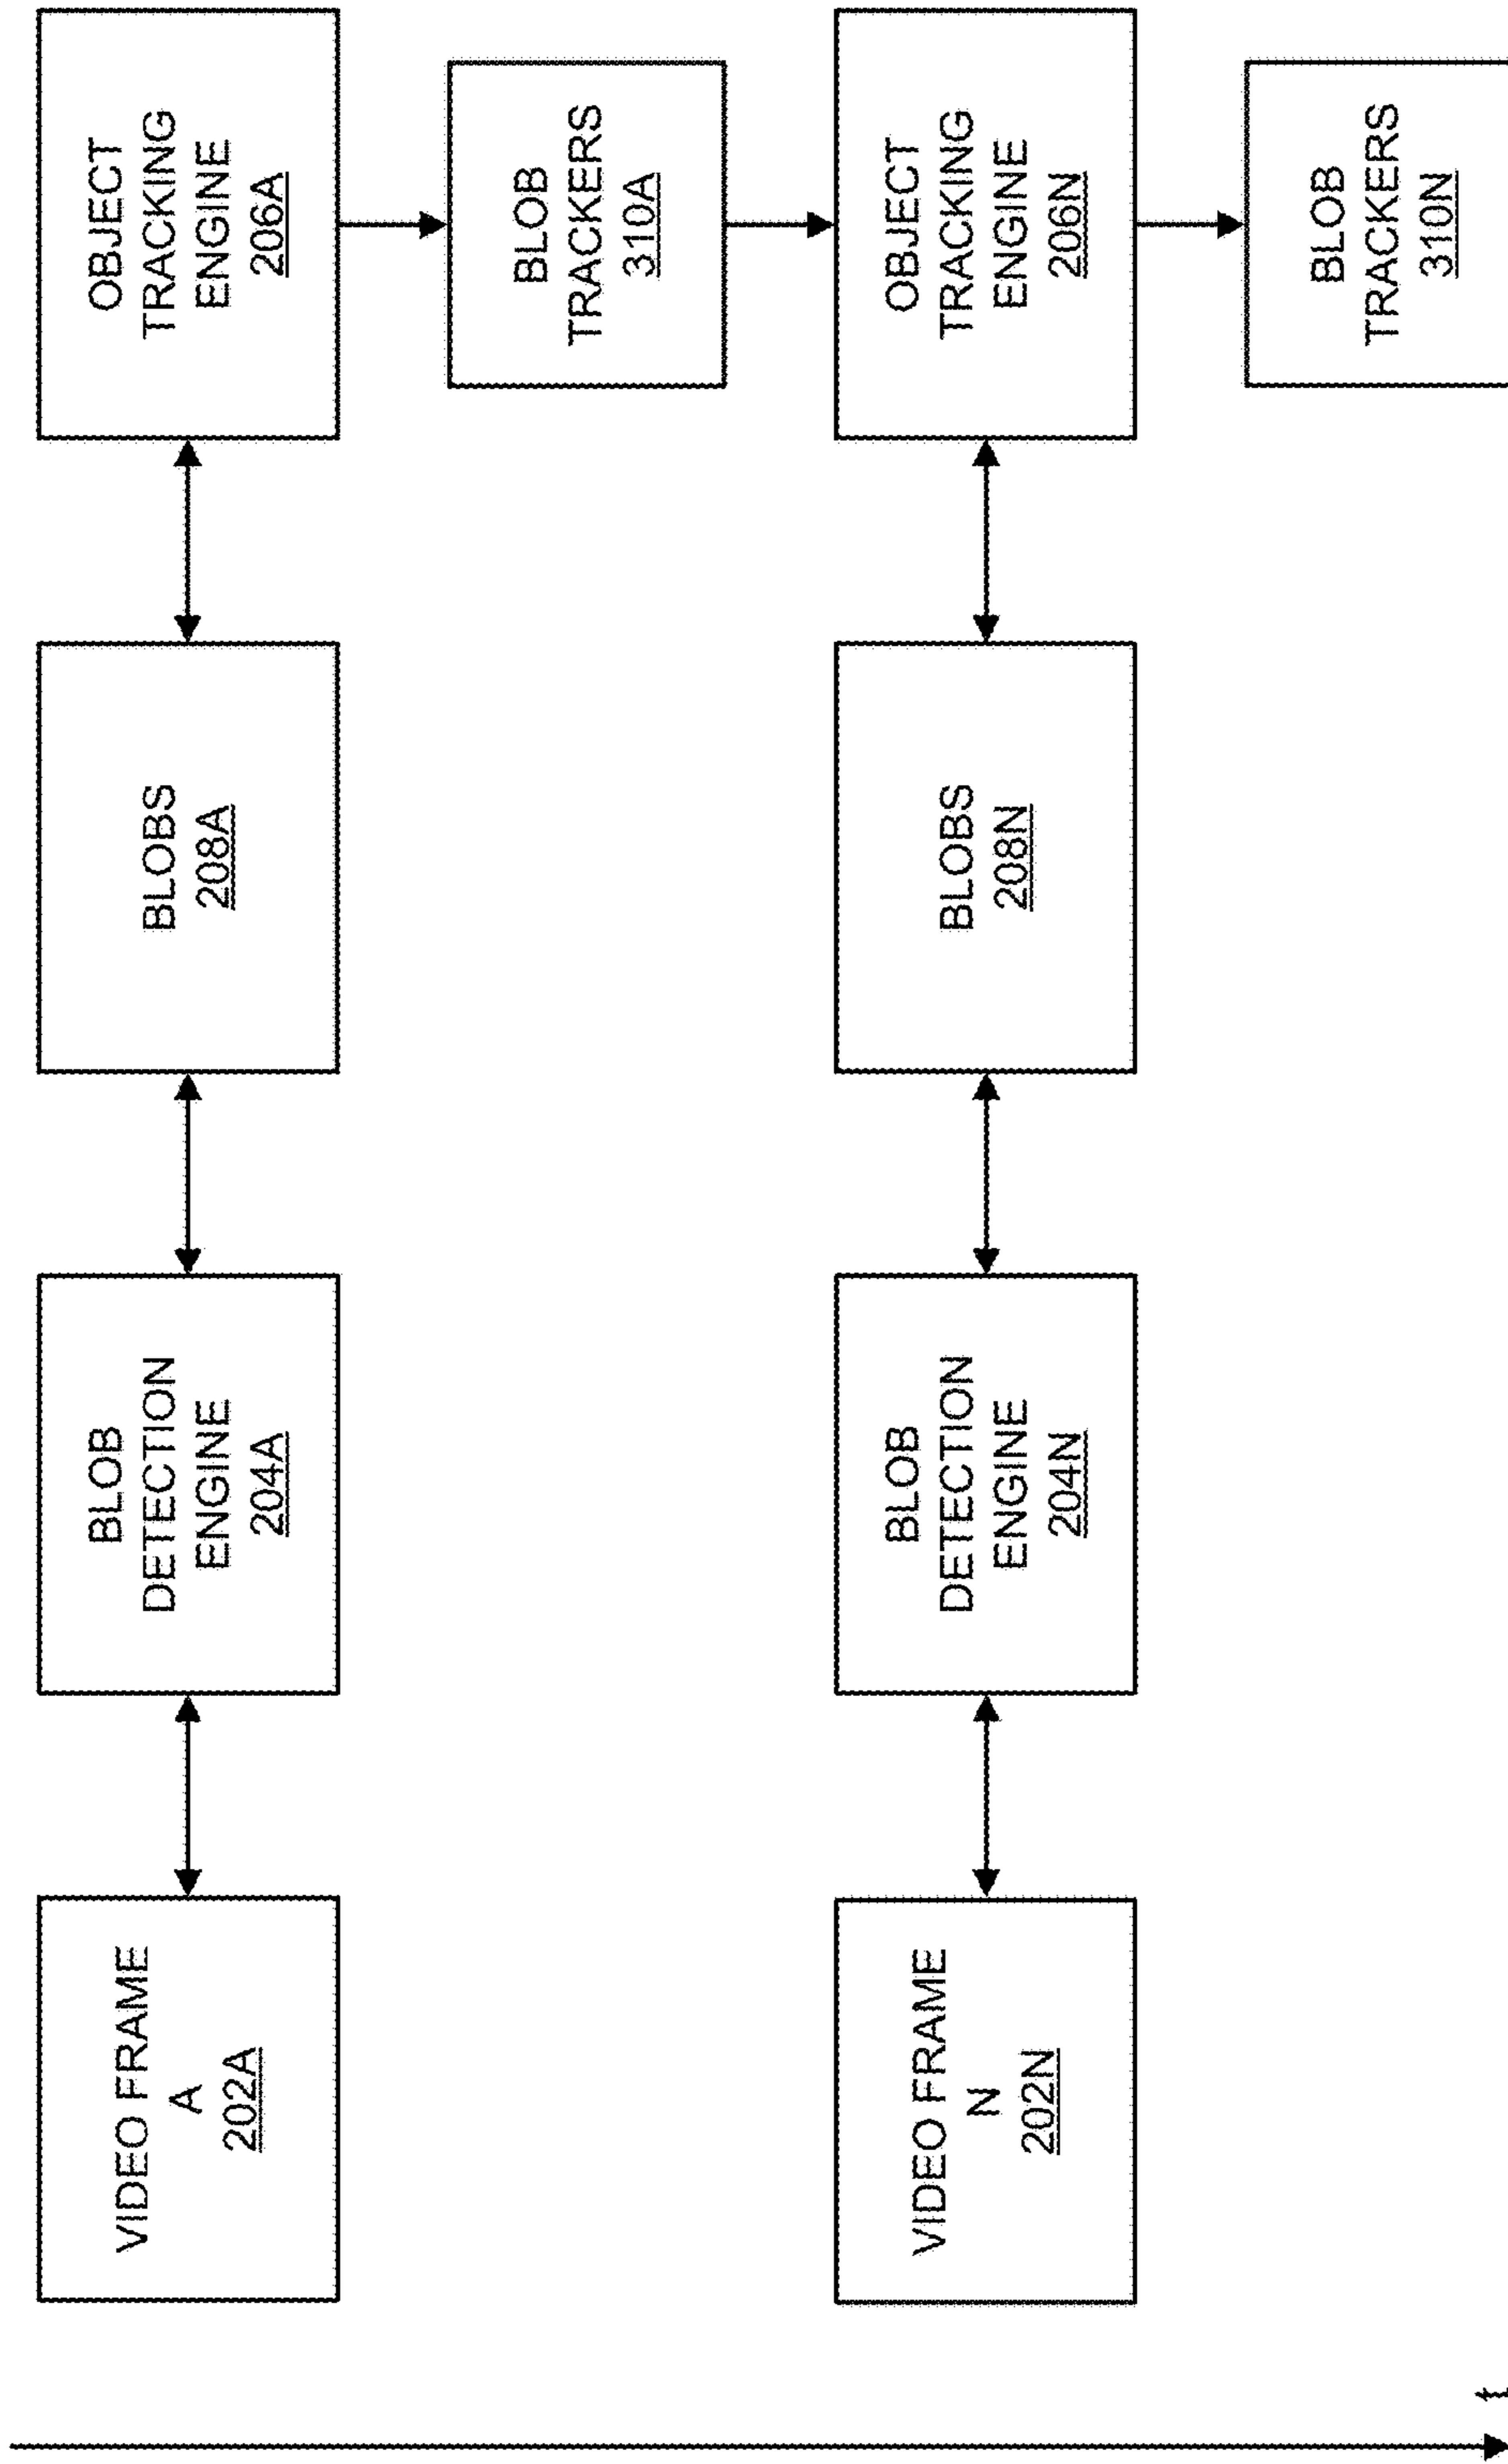 VIDEO FRAME
A
202A
BLOB
DETECTION
ENGINE
204A
BLOBS
208A
OBJECT
TRACKING
ENGINE
206A
BLOB
TRACKERS
310A
VIDEO FRAME
N
202N
BLOB
DETECTION
ENGINE
204N
BLOBS
208N
OBJECT
TRACKING
ENGINE
206N
BLOB
TRACKERS
310N
t